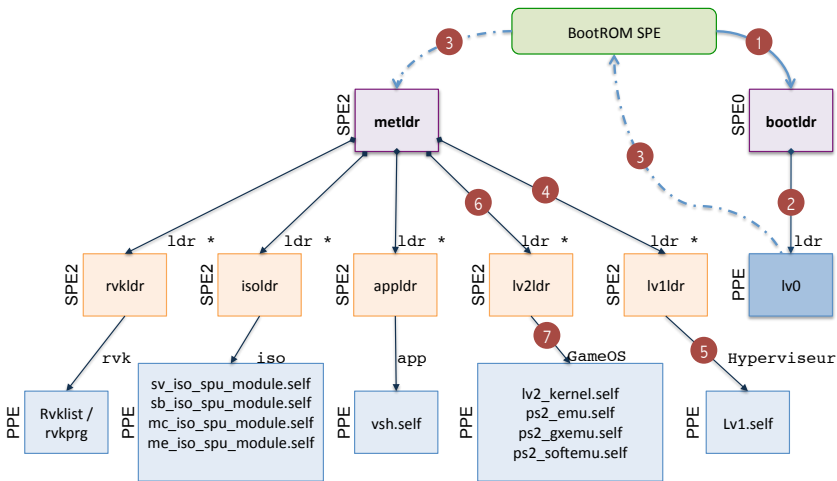 BootROM SPE
1
3
SPE2
metldr
SPE0
bootldr
3
6
4
2
ldr *
ldr *
ldr *
ldr *
ldr *
ldr
SPE2
rvkldr
SPE2
isoldr
SPE2
appldr
SPE2
lv2ldr
SPE2
lv1ldr
PPE
lv0
7
5
rvk
iso
app
GameOS
Hyperviseur
PPE
Rvklist /
rvkprg
PPE
sv_iso_spu_module.self
sb_iso_spu_module.self
mc_iso_spu_module.self
me_iso_spu_module.self
PPE
vsh.self
PPE
lv2_kernel.self
ps2_emu.self
ps2_gxemu.self
ps2_softemu.self
PPE
Lv1.self